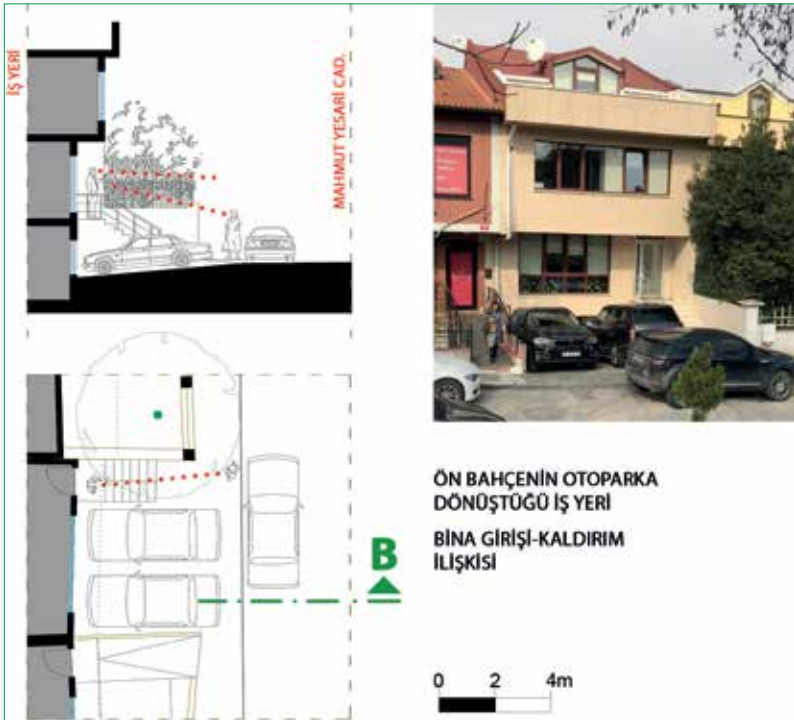 İŞ YERİ
MAHMUT YESARİ CAD.
B
ÖN BAHÇENİN OTOPARKA
DÖNÜŞTÜĞÜ İŞ YERİ
BİNA GİRİŞİ-KALDIRIM
İLİŞKİSİ
0 2 4m